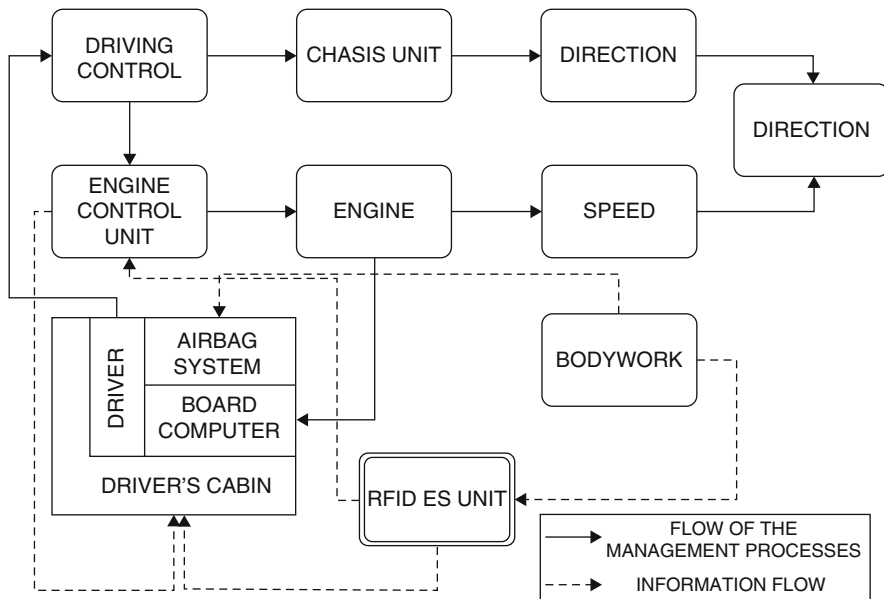 DRIVING
CONTROL
CHASIS UNIT
DIRECTION
DIRECTION
ENGINE
CONTROL
UNIT
ENGINE
SPEED
DRIVER
AIRBAG
SYSTEM
BOARD
COMPUTER
DRIVER'S CABIN
BODYWORK
RFID ES UNIT
FLOW OF THE
MANAGEMENT PROCESSES
INFORMATION FLOW